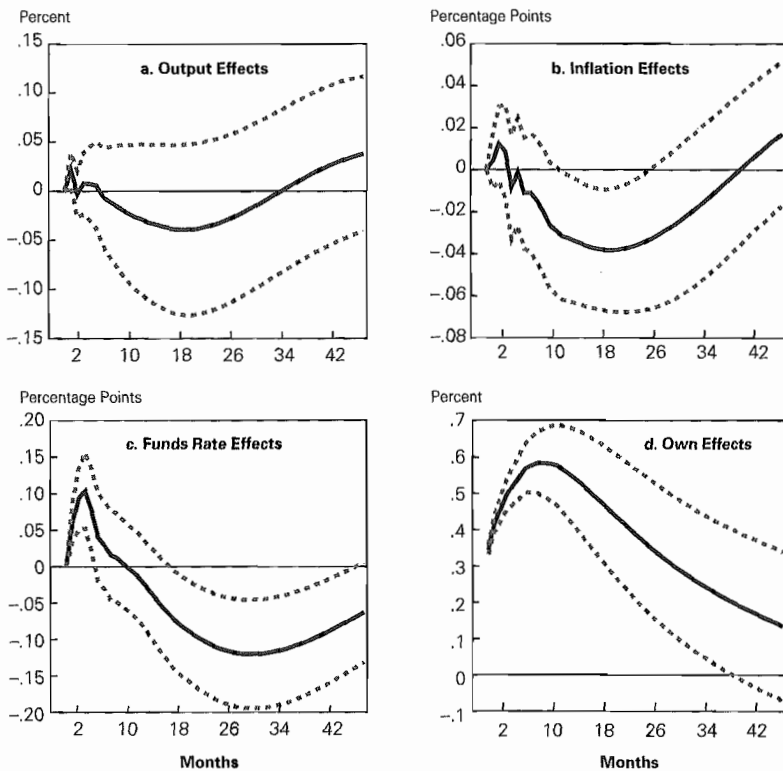 Percent
.15
.10
.05
0
-.05
-.10
-.15
a. Output Effects
2 10 18 26 34 42
Percentage Points
.06
.04
.02
0
-.02
-.04
-.06
-.08
b. Inflation Effects
2 10 18 26 34 42
Percentage Points
.20
.15
.10
.05
0
-.05
-.10
-.15
-.20
c. Funds Rate Effects
2 10 18 26 34 42
Months
Percent
.7
.6
.5
.4
.3
.2
.1
0
-.1
d. Own Effects
2 10 18 26 34 42
Months